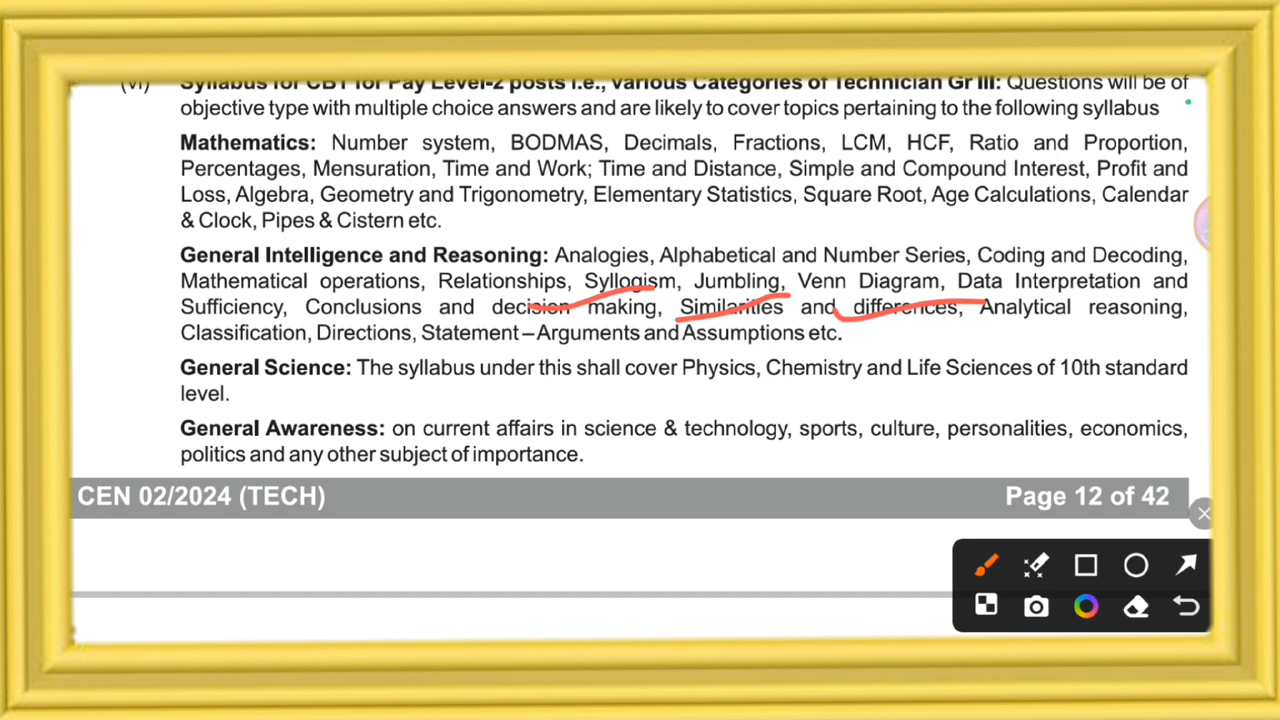 (vi) Syllabus for CBT for Pay Level-2 posts i.e., various Categories of Technician Gr III: Questions will be of
objective type with multiple choice answers and are likely to cover topics pertaining to the following syllabus
Mathematics: Number system, BODMAS, Decimals, Fractions, LCM, HCF, Ratio and Proportion,
Percentages, Mensuration, Time and Work; Time and Distance, Simple and Compound Interest, Profit and
Loss, Algebra, Geometry and Trigonometry, Elementary Statistics, Square Root, Age Calculations, Calendar
& Clock, Pipes & Cistern etc.
General Intelligence and Reasoning: Analogies, Alphabetical and Number Series, Coding and Decoding,
Mathematical operations, Relationships, Syllogism, Jumbling, Venn Diagram, Data Interpretation and
Sufficiency, Conclusions and decision making, Similarities and differences, Analytical reasoning,
Classification, Directions, Statement – Arguments and Assumptions etc.
General Science: The syllabus under this shall cover Physics, Chemistry and Life Sciences of 10th standard
level.
General Awareness: on current affairs in science & technology, sports, culture, personalities, economics,
politics and any other subject of importance.
CEN 02/2024 (TECH) Page 12 of 42